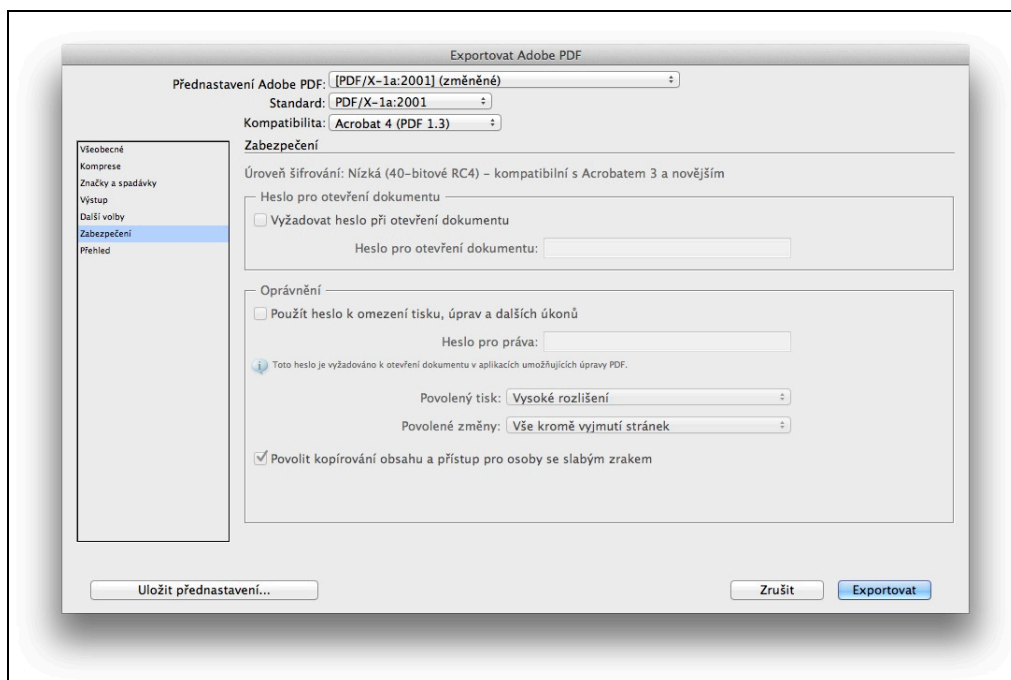 Exportovat Adobe PDF
Přednastavení Adobe PDF: [PDF/X-1a:2001] (změněné)
Standard: PDF/X-1a:2001
Kompatibilita: Acrobat 4 (PDF 1.3)
Všeobecné
Komprese
Značky a spadávky
Výstup
Další volby
Zabezpečení
Přehled
Zabezpečení
Úroveň šifrování: Nízká (40-bitové RC4) – kompatibilní s Acrobatem 3 a novějším
Heslo pro otevření dokumentu
Vyžadovat heslo při otevření dokumentu
Heslo pro otevření dokumentu:
Oprávnění
Použít heslo k omezení tisku, úprav a dalších úkonů
Heslo pro práva:
Toto heslo je vyžadováno k otevření dokumentu v aplikacích umožňujících úpravy PDF.
Povolený tisk: Vysoké rozlišení
Povolené změny: Vše kromě vyjmutí stránek
Povolit kopírování obsahu a přístup pro osoby se slabým zrakem
Uložit přednastavení... Zrušit Exportovat